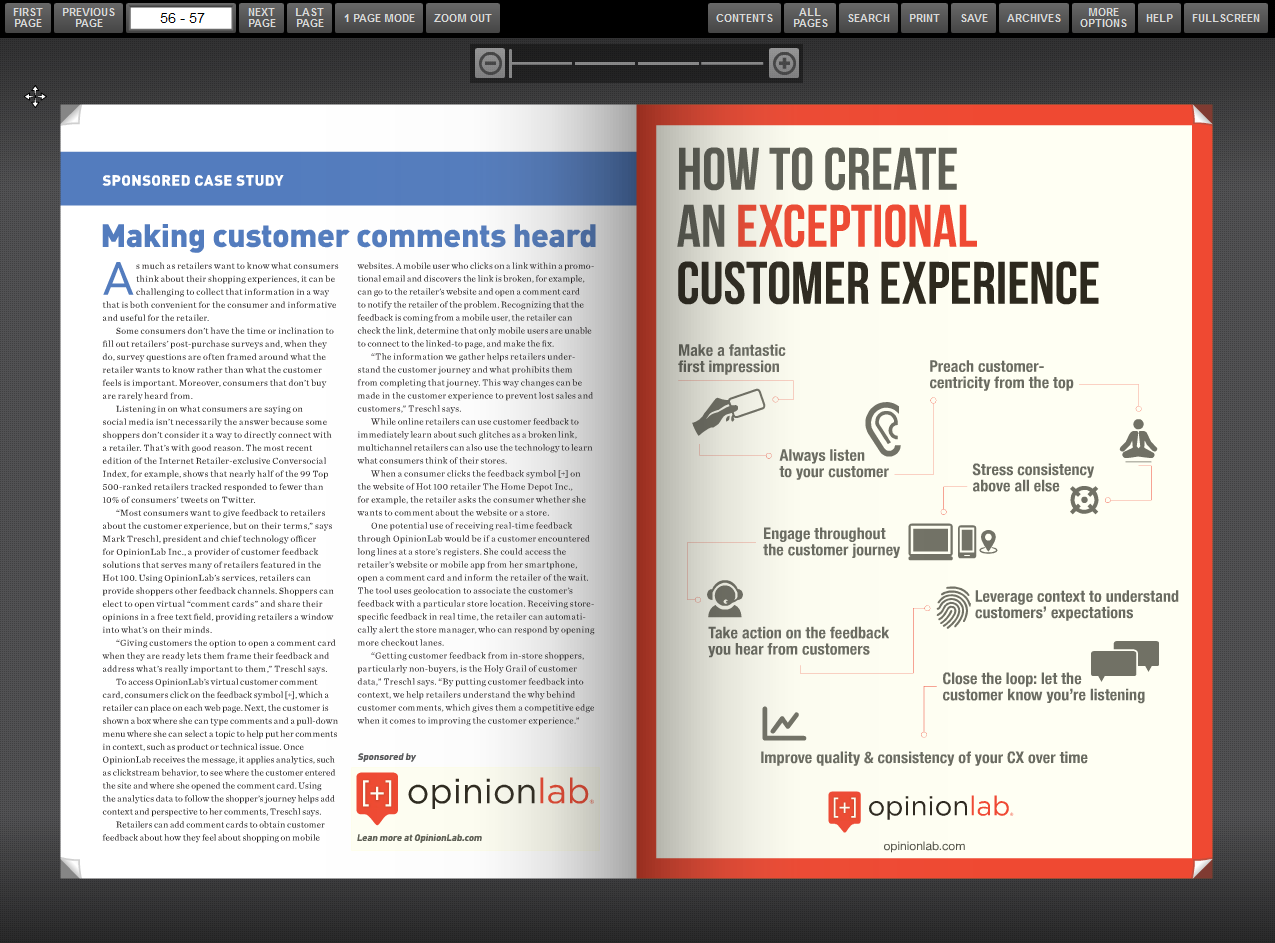 FIRST
PAGE
PREVIOUS
PAGE
56 - 57
NEXT
PAGE
LAST
PAGE
1 PAGE MODE
ZOOM OUT
CONTENTS
ALL
PAGES
SEARCH
PRINT
SAVE
ARCHIVES
MORE
OPTIONS
HELP
FULLSCREEN
SPONSORED CASE STUDY
Making customer comments heard
As much as retailers want to know what consumers
think about their shopping experiences, it can be
challenging to collect that information in a way
that is both convenient for the consumer and informative
and useful for the retailer.
Some consumers don't have the time or inclination to
fill out retailers' post-purchase surveys and, when they
do, survey questions are often framed around what the
retailer wants to know rather than what the customer
feels is important. Moreover, consumers that don't buy
are rarely heard from.
Listening in on what consumers are saying on
social media isn't necessarily the answer because some
shoppers don't consider it a way to directly connect with
a retailer. That's with good reason. The most recent
edition of the Internet Retailer-exclusive Conversocial
Index, for example, shows that nearly half of the 99 Top
500-ranked retailers tracked responded to fewer than
10% of consumers' tweets on Twitter.
"Most consumers want to give feedback to retailers
about the customer experience, but on their terms," says
Mark Treschl, president and chief technology officer
for OpinionLab Inc., a provider of customer feedback
solutions that serves many of retailers featured in the
Hot 100. Using OpinionLab's services, retailers can
provide shoppers other feedback channels. Shoppers can
elect to open virtual "comment cards" and share their
opinions in a free text field, providing retailers a window
into what's on their minds.
"Giving customers the option to open a comment card
when they are ready lets them frame their feedback and
address what's really important to them," Treschl says.
To access OpinionLab's virtual customer comment
card, consumers click on the feedback symbol [+], which a
retailer can place on each web page. Next, the customer is
shown a box where she can type comments and a pull-down
menu where she can select a topic to help put her comments
in context, such as product or technical issue. Once
OpinionLab receives the message, it applies analytics, such
as clickstream behavior, to see where the customer entered
the site and where she opened the comment card. Using
the analytics data to follow the shopper's journey helps add
context and perspective to her comments, Treschl says.
Retailers can add comment cards to obtain customer
feedback about how they feel about shopping on mobile
websites. A mobile user who clicks on a link within a promo-
tional email and discovers the link is broken, for example,
can go to the retailer's website and open a comment card
to notify the retailer of the problem. Recognizing that the
feedback is coming from a mobile user, the retailer can
check the link, determine that only mobile users are unable
to connect to the linked-to page, and make the fix.
"The information we gather helps retailers under-
stand the customer journey and what prohibits them
from completing that journey. This way changes can be
made in the customer experience to prevent lost sales and
customers," Treschl says.
While online retailers can use customer feedback to
immediately learn about such glitches as a broken link,
multichannel retailers can also use the technology to learn
what consumers think of their stores.
When a consumer clicks the feedback symbol [+] on
the website of Hot 100 retailer The Home Depot Inc.,
for example, the retailer asks the consumer whether she
wants to comment about the website or a store.
One potential use of receiving real-time feedback
through OpinionLab would be if a customer encountered
long lines at a store's registers. She could access the
retailer's website or mobile app from her smartphone,
open a comment card and inform the retailer of the wait.
The tool uses geolocation to associate the customer's
feedback with a particular store location. Receiving store-
specific feedback in real time, the retailer can automati-
cally alert the store manager, who can respond by opening
more checkout lanes.
"Getting customer feedback from in-store shoppers,
particularly non-buyers, is the Holy Grail of customer
data," Treschl says. "By putting customer feedback into
context, we help retailers understand the why behind
customer comments, which gives them a competitive edge
when it comes to improving the customer experience."
Sponsored by
[+] opinionlab.
Lean more at OpinionLab.com
HOW TO CREATE
AN EXCEPTIONAL
CUSTOMER EXPERIENCE
Make a fantastic
first impression
Preach customer-
centricity from the top
Always listen
to your customer
Stress consistency
above all else
Engage throughout
the customer journey
Leverage context to understand
customers' expectations
Take action on the feedback
you hear from customers
Close the loop: let the
customer know you're listening
Improve quality & consistency of your CX over time
[+] opinionlab.
opinionlab.com